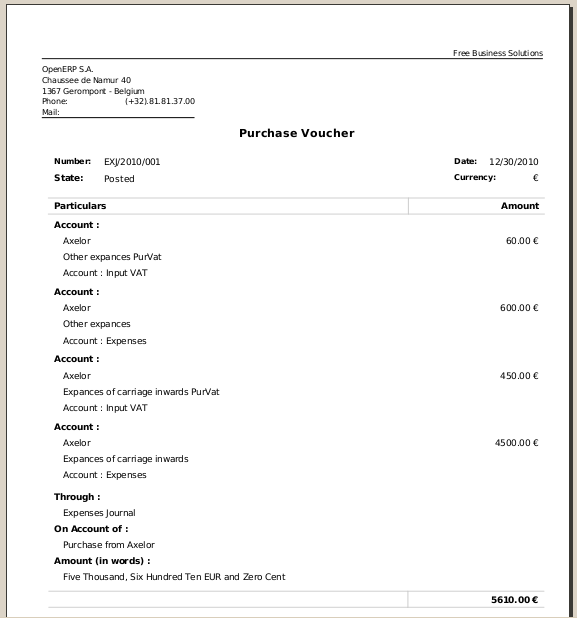 Free Business Solutions
OpenERP S.A.
Chaussee de Namur 40
1367 Gerompont - Belgium
Phone: (+32).81.81.37.00
Mail:
Purchase Voucher
Number: EXJ/2010/001 Date: 12/30/2010
State: Posted Currency: €
Particulars Amount
Account :
Axelor 60.00 €
Other expances PurVat
Account : Input VAT
Account :
Axelor 600.00 €
Other expances
Account : Expenses
Account :
Axelor 450.00 €
Expances of carriage inwards PurVat
Account : Input VAT
Account :
Axelor 4500.00 €
Expances of carriage inwards
Account : Expenses
Through :
Expenses Journal
On Account of :
Purchase from Axelor
Amount (in words) :
Five Thousand, Six Hundred Ten EUR and Zero Cent
5610.00 €